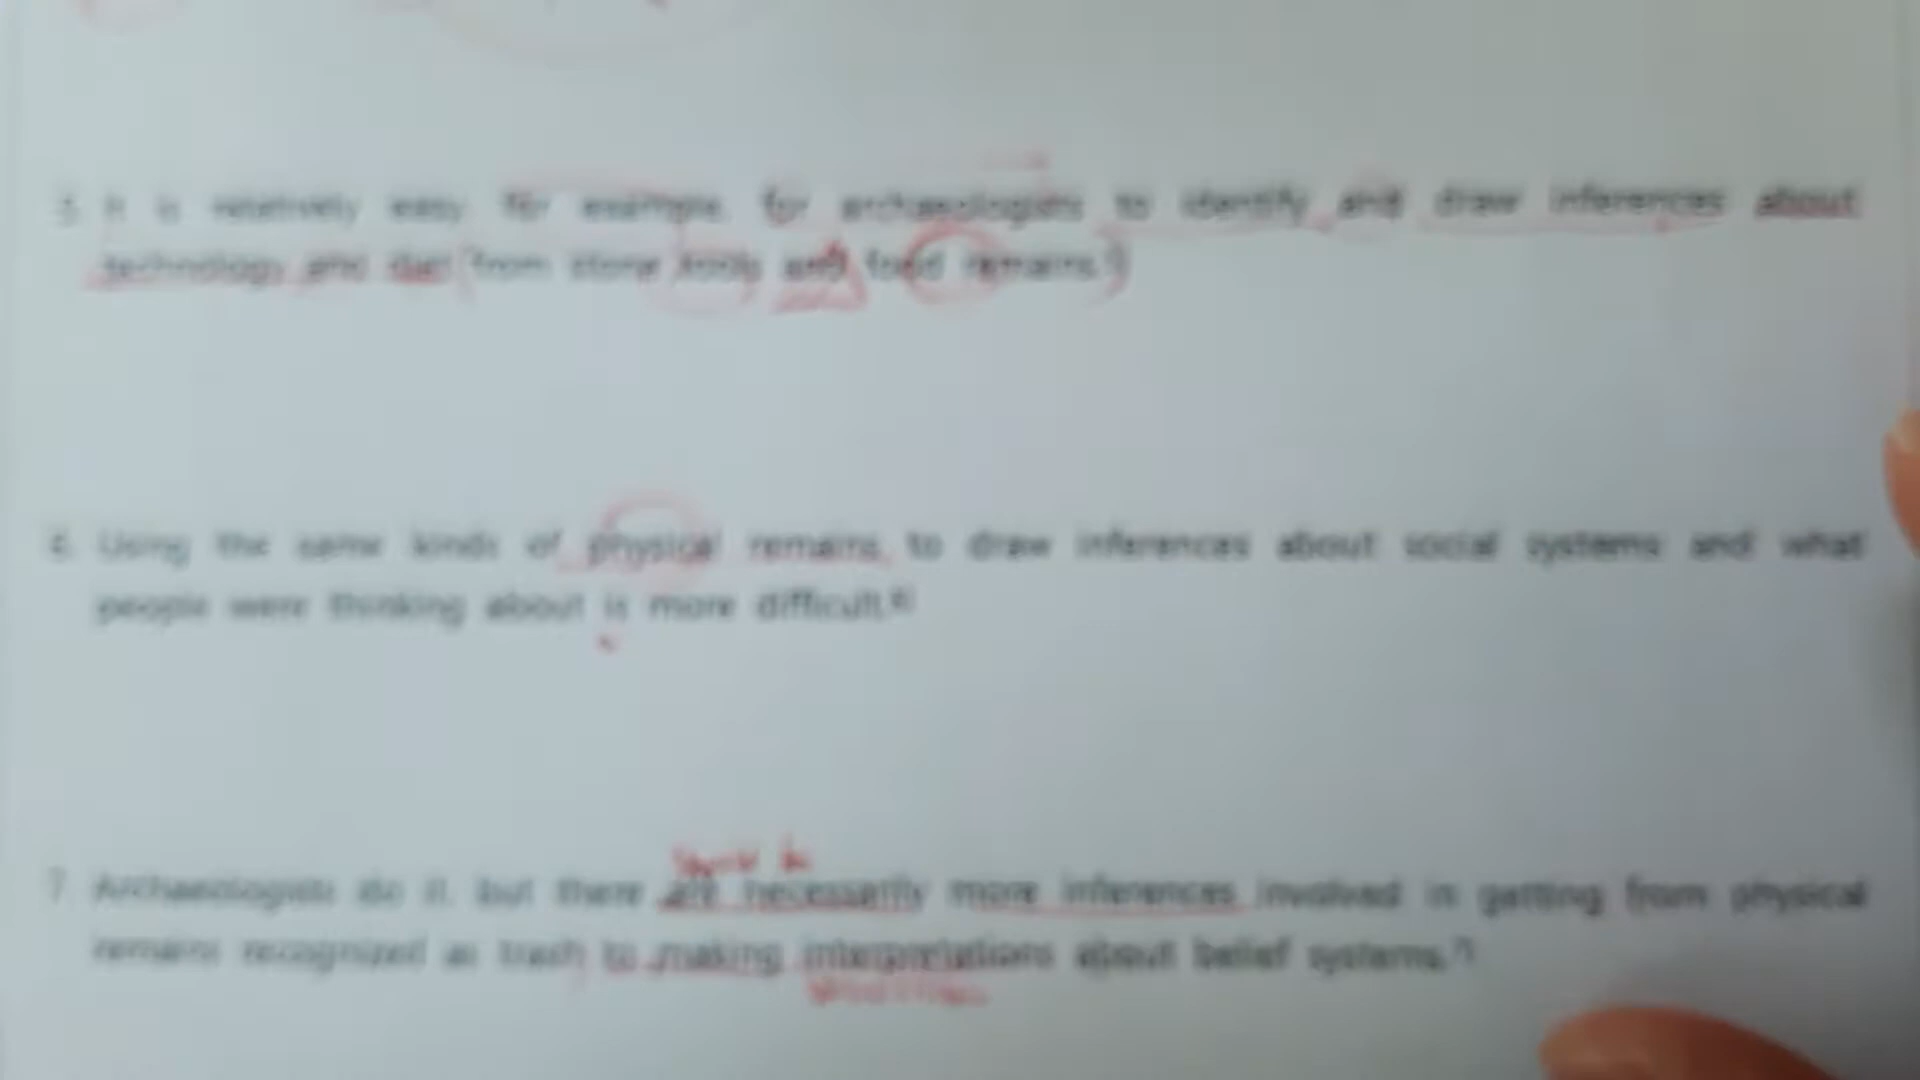 5. It is relatively easy, for example, for archaeologists to identify and draw inferences about
technology and diet from stone tools and food remains.5)
6. Using the same kinds of physical remains to draw inferences about social systems and what
people were thinking about is more difficult.6)
7. Archaeologists do it, but there are necessarily more inferences involved in getting from physical
remains recognized as trash to making interpretations about belief systems.7)